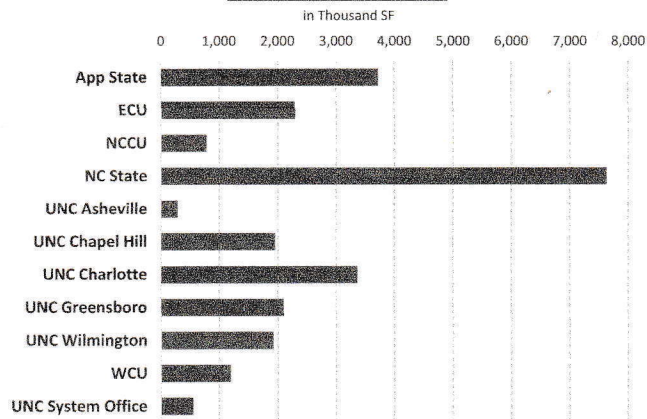 in Thousand SF
0 1,000 2,000 3,000 4,000 5,000 6,000 7,000 8,000
App State
ECU
NCCU
NC State
UNC Asheville
UNC Chapel Hill
UNC Charlotte
UNC Greensboro
UNC Wilmington
WCU
UNC System Office